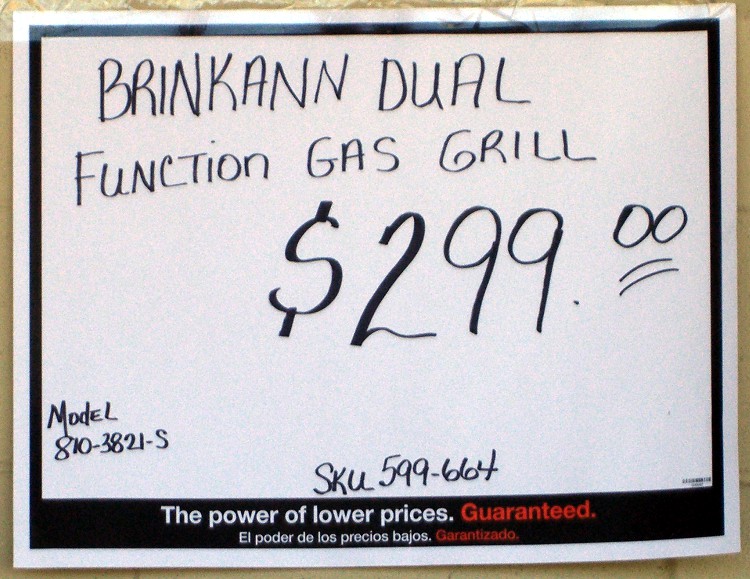 BRINKANN DUAL
FUNCTION GAS GRILL
$299.00
MODEL
810-3821-S
SKU 599-664
The power of lower prices. Guaranteed.
El poder de los precios bajos. Garantizado.